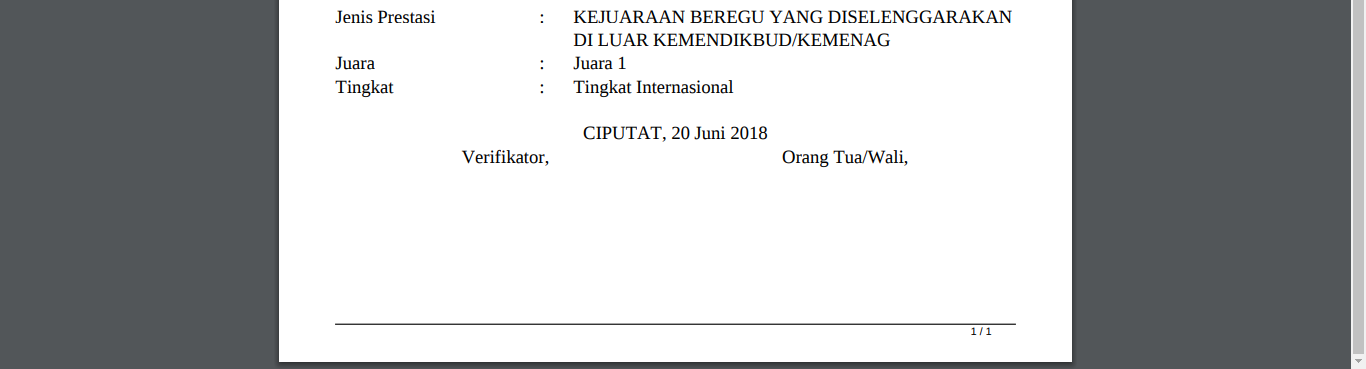 Jenis Prestasi : KEJUARAAN BEREGU YANG DISELENGGARAKAN
DI LUAR KEMENDIKBUD/KEMENAG
Juara : Juara 1
Tingkat : Tingkat Internasional
CIPUTAT, 20 Juni 2018
Verifikator, Orang Tua/Wali,
1 / 1